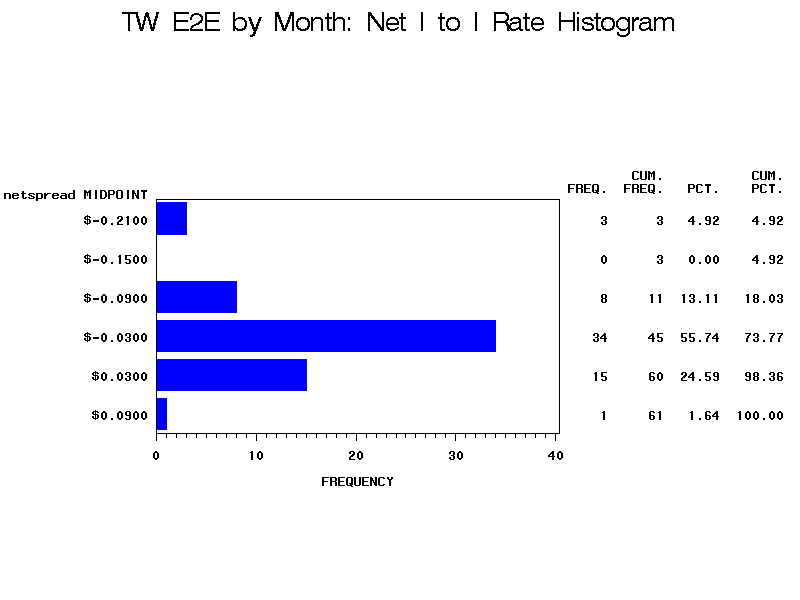 TW E2E by Month: Net I to I Rate Histogram
CUM. CUM.
netspread MIDPOINT FREQ. FREQ. PCT. PCT.
$-0.2100 3 3 4.92 4.92
$-0.1500 0 3 0.00 4.92
$-0.0900 8 11 13.11 18.03
$-0.0300 34 45 55.74 73.77
$0.0300 15 60 24.59 98.36
$0.0900 1 61 1.64 100.00
0 10 20 30 40
FREQUENCY